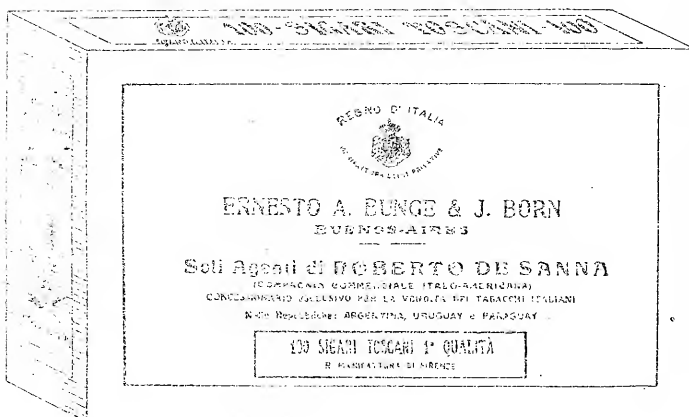 100-SIGARI TOSCANI-100
REGNO D'ITALIA
ERNESTO A. BUNGE & J. BORN
BUENOS-AIRES
Soli Agenti di ROBERTO DE SANNA
(COMPAGNIA COMMERCIALE ITALO-AMERICANA)
CONCESSIONARIO ESCLUSIVO PER LA VENDITA DEI TABACCHI ITALIANI
Nelle Repubbliche: ARGENTINA, URUGUAY e PARAGUAY
100 SIGARI TOSCANI 1ª QUALITÀ
R. MANIFATTURA DI FIRENZE